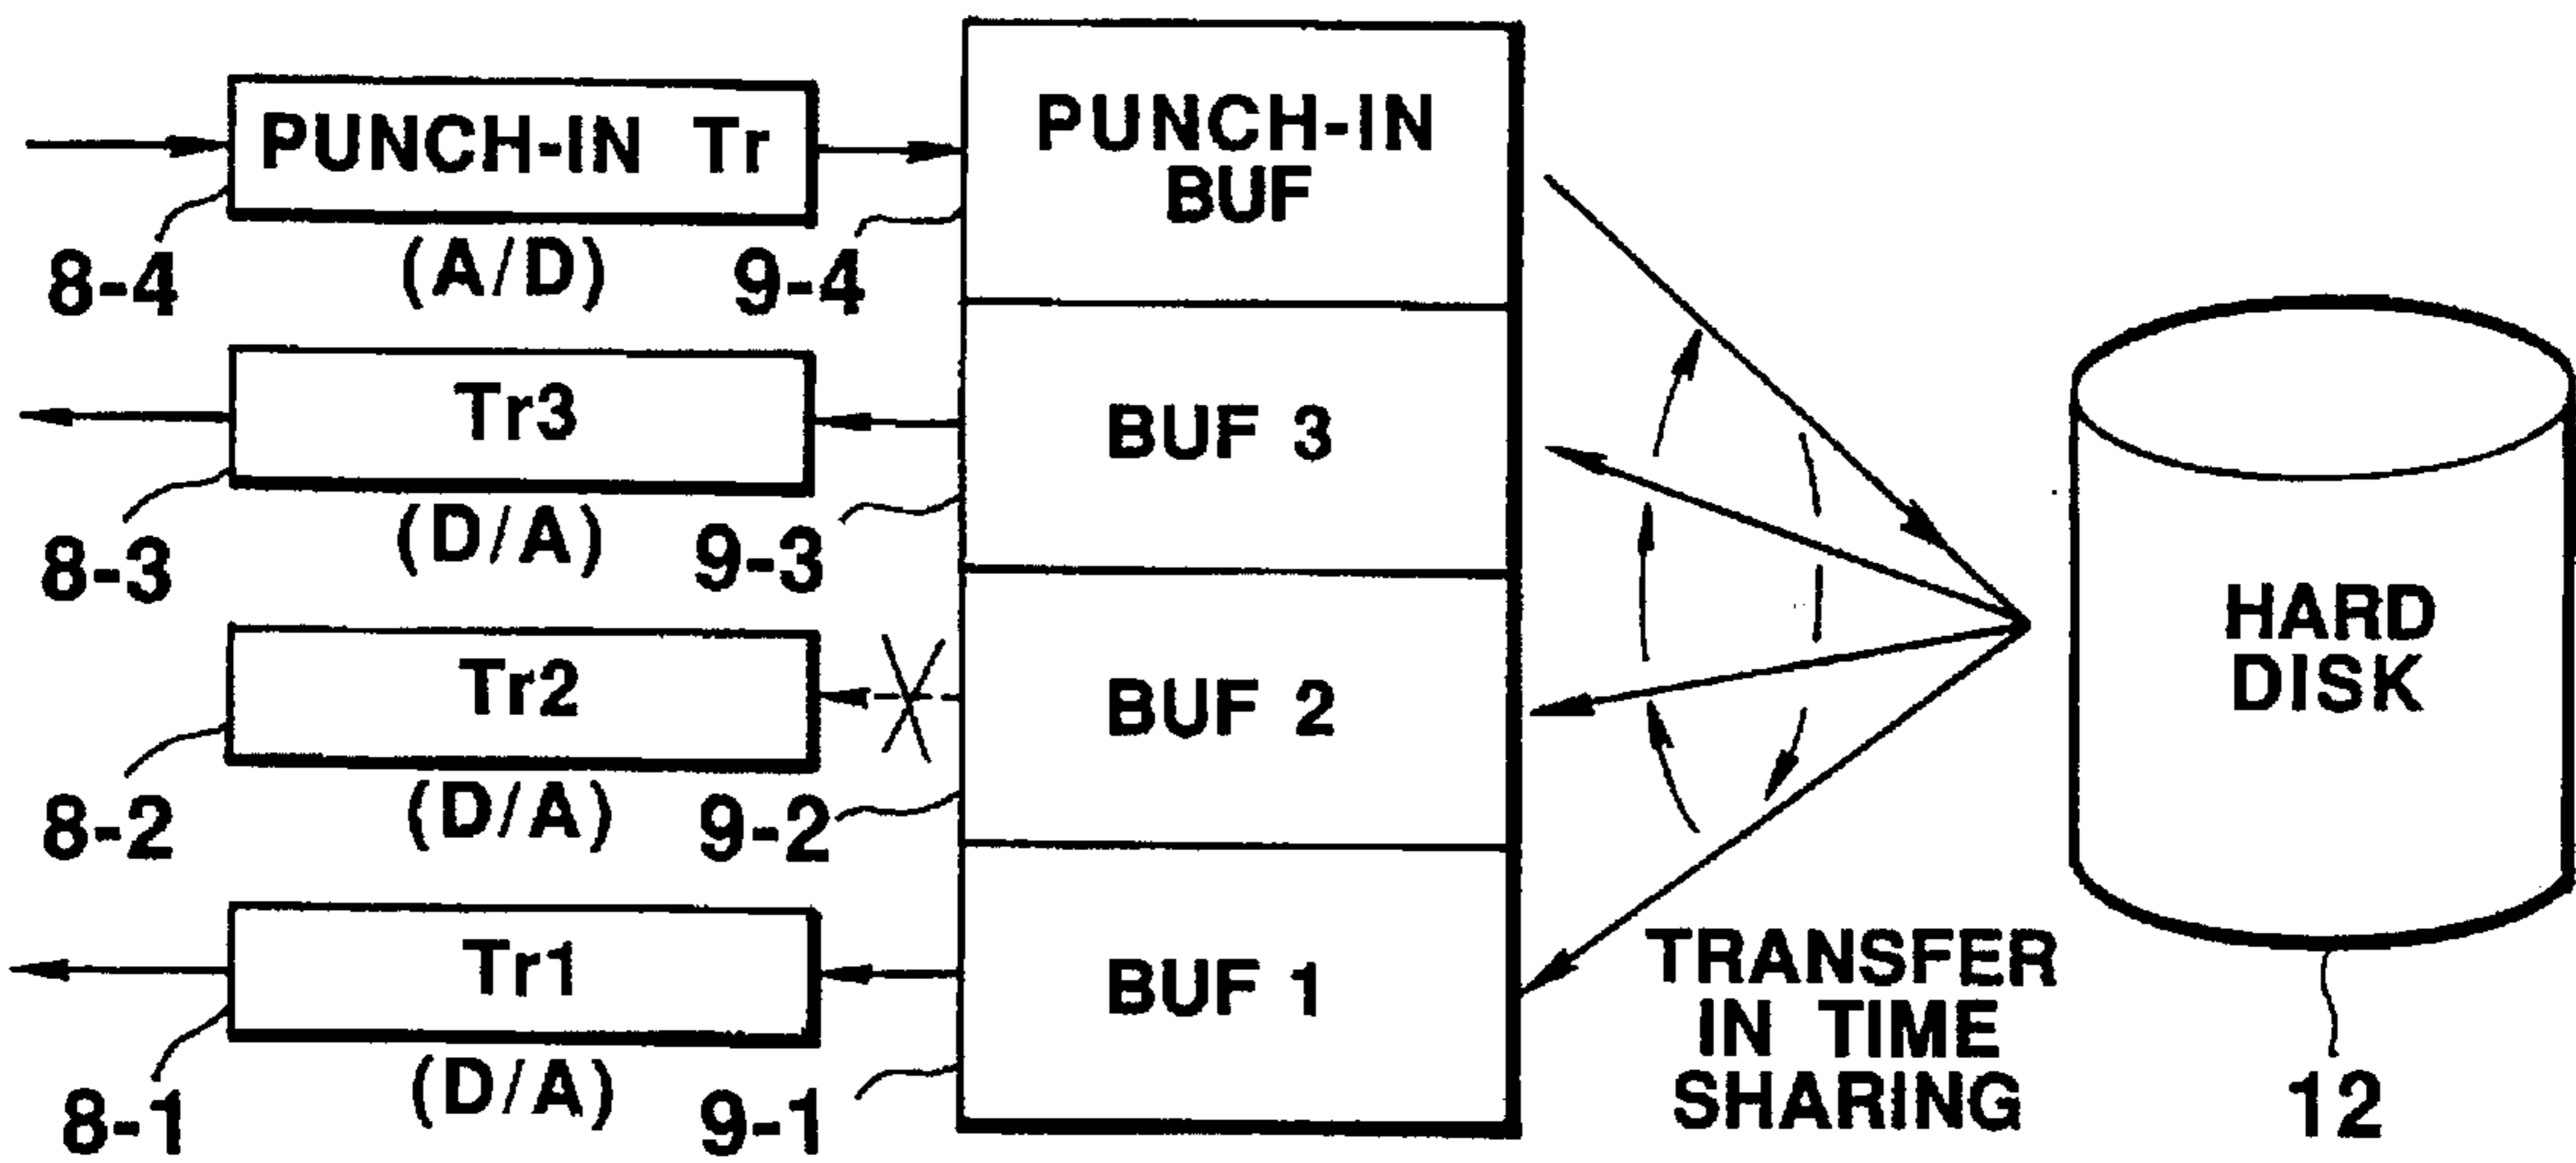 PUNCH-IN Tr
(A/D)
8-4
9-4
PUNCH-IN
BUF
Tr3
(D/A)
8-3
9-3
BUF 3
Tr2
(D/A)
8-2
9-2
BUF 2
Tr1
(D/A)
8-1
9-1
BUF 1
TRANSFER
IN TIME
SHARING
HARD
DISK
12